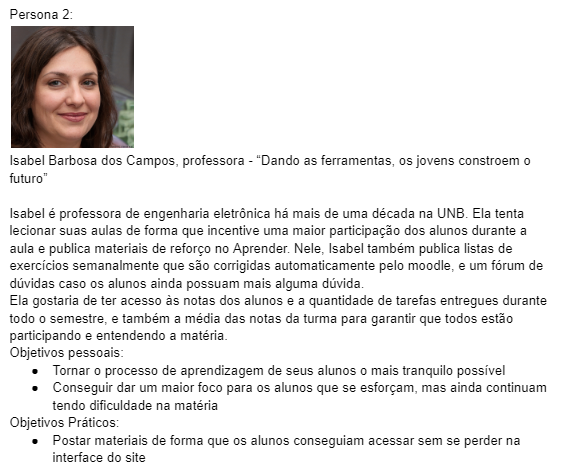 Persona 2:
Isabel Barbosa dos Campos, professora - “Dando as ferramentas, os jovens constroem o
futuro”
Isabel é professora de engenharia eletrônica há mais de uma década na UNB. Ela tenta
lecionar suas aulas de forma que incentive uma maior participação dos alunos durante a
aula e publica materiais de reforço no Aprender. Nele, Isabel também publica listas de
exercícios semanalmente que são corrigidas automaticamente pelo moodle, e um fórum de
dúvidas caso os alunos ainda possuam mais alguma dúvida.
Ela gostaria de ter acesso às notas dos alunos e a quantidade de tarefas entregues durante
todo o semestre, e também a média das notas da turma para garantir que todos estão
participando e entendendo a matéria.
Objetivos pessoais:
● Tornar o processo de aprendizagem de seus alunos o mais tranquilo possível
● Conseguir dar um maior foco para os alunos que se esforçam, mas ainda continuam
tendo dificuldade na matéria
Objetivos Práticos:
● Postar materiais de forma que os alunos conseguiam acessar sem se perder na
interface do site